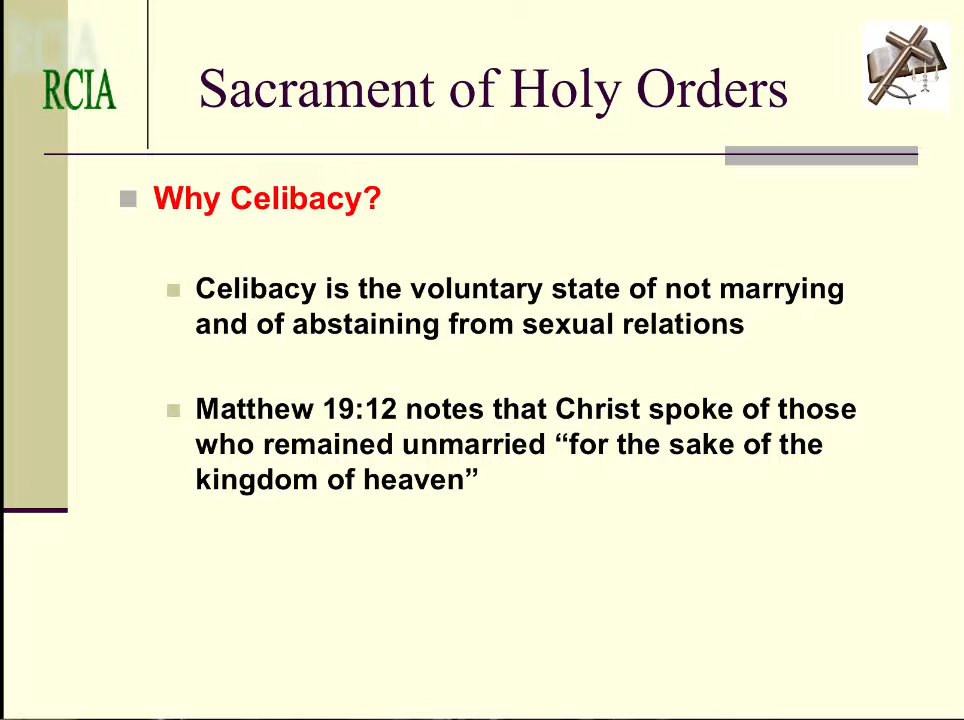 RCIA
RCIA
Sacrament of Holy Orders
Why Celibacy?
Celibacy is the voluntary state of not marrying
and of abstaining from sexual relations
Matthew 19:12 notes that Christ spoke of those
who remained unmarried “for the sake of the
kingdom of heaven”